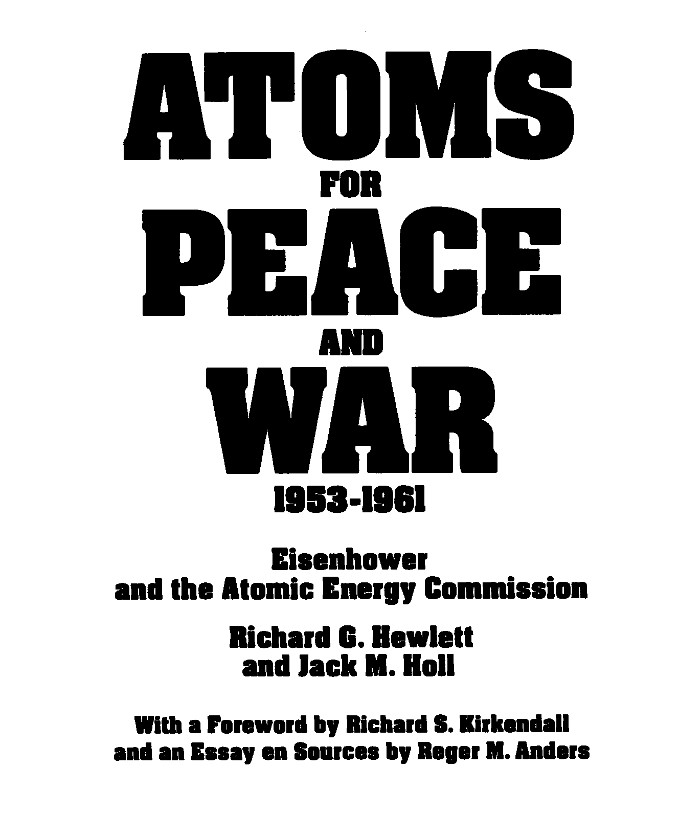 ATOMS
FOR
PEACE
AND
WAR
1953-1961
Eisenhower
and the Atomic Energy Commission
Richard G. Hewlett
and Jack M. Holl
With a Foreword by Richard S. Kirkendall
and an Essay en Sources by Reger M. Anders